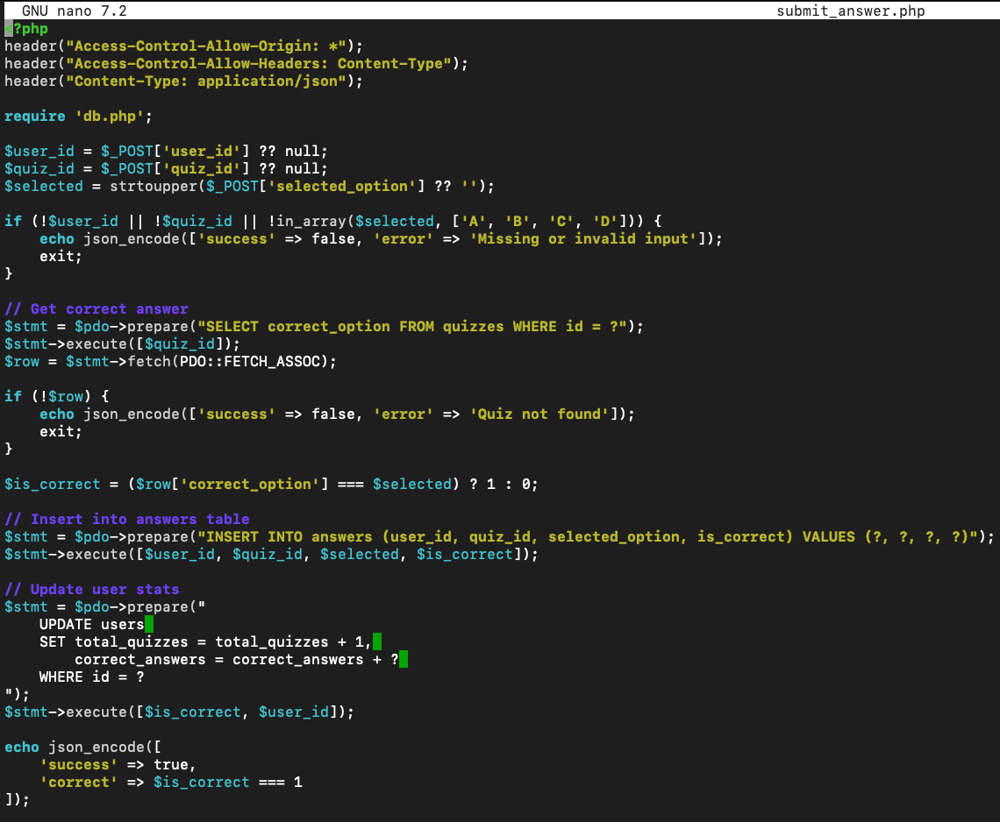 GNU nano 7.2 submit_answer.php
<?php
header("Access-Control-Allow-Origin: *");
header("Access-Control-Allow-Headers: Content-Type");
header("Content-Type: application/json");

require 'db.php';

$user_id = $_POST['user_id'] ?? null;
$quiz_id = $_POST['quiz_id'] ?? null;
$selected = strtoupper($_POST['selected_option'] ?? '');

if (!$user_id || !$quiz_id || !in_array($selected, ['A', 'B', 'C', 'D'])) {
    echo json_encode(['success' => false, 'error' => 'Missing or invalid input']);
    exit;
}

// Get correct answer
$stmt = $pdo->prepare("SELECT correct_option FROM quizzes WHERE id = ?");
$stmt->execute([$quiz_id]);
$row = $stmt->fetch(PDO::FETCH_ASSOC);

if (!$row) {
    echo json_encode(['success' => false, 'error' => 'Quiz not found']);
    exit;
}

$is_correct = ($row['correct_option'] === $selected) ? 1 : 0;

// Insert into answers table
$stmt = $pdo->prepare("INSERT INTO answers (user_id, quiz_id, selected_option, is_correct) VALUES (?, ?, ?, ?)");
$stmt->execute([$user_id, $quiz_id, $selected, $is_correct]);

// Update user stats
$stmt = $pdo->prepare("
    UPDATE users
    SET total_quizzes = total_quizzes + 1,
        correct_answers = correct_answers + ?
    WHERE id = ?
");
$stmt->execute([$is_correct, $user_id]);

echo json_encode([
    'success' => true,
    'correct' => $is_correct === 1
]);